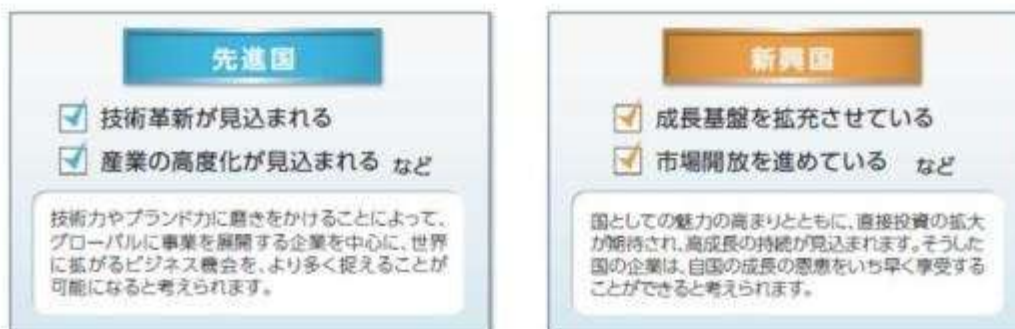 先進国
技術革新が見込まれる
産業の高度化が見込まれる など
技術力やブランド力に磨きをかけることによって、
グローバルに事業を展開する企業を中心に、世界
に拡がるビジネス機会を、より多く捉えることが
可能になると考えられます。
新興国
成長基盤を拡充させている
市場開放を進めている など
国としての魅力の高まりとともに、直接投資の拡大
が期待され、高成長の持続が見込まれます。そうした
国の企業は、自国の成長の恩恵をいち早く享受する
ことができると考えられます。